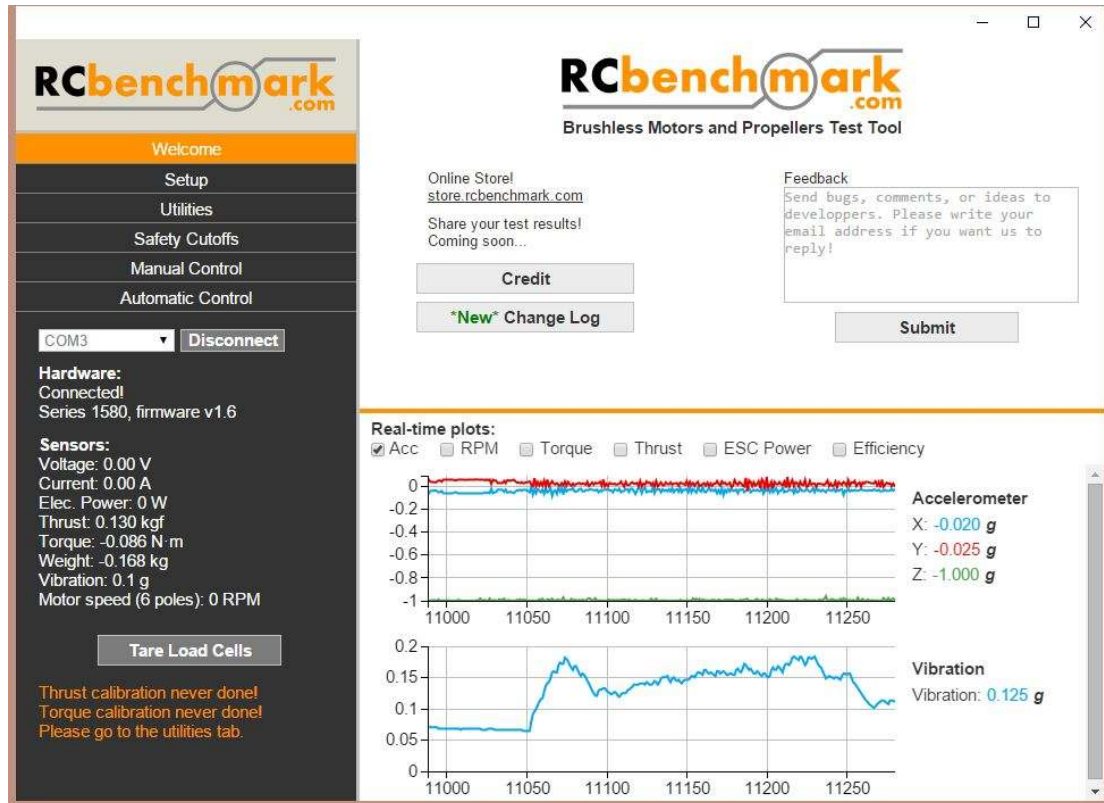 RCbenchmark
.com
Welcome
Setup
Utilities
Safety Cutoffs
Manual Control
Automatic Control
COM3
Disconnect
Hardware:
Connected!
Series 1580, firmware v1.6
Sensors:
Voltage: 0.00 V
Current: 0.00 A
Elec. Power: 0 W
Thrust: 0.130 kgf
Torque: -0.086 N·m
Weight: -0.168 kg
Vibration: 0.1 g
Motor speed (6 poles): 0 RPM
Tare Load Cells
Thrust calibration never done!
Torque calibration never done!
Please go to the utilities tab.
RCbenchmark
.com
Brushless Motors and Propellers Test Tool
Online Store!
store.rcbenchmark.com
Share your test results!
Coming soon...
Credit
*New* Change Log
Feedback
Send bugs, comments, or ideas to
developpers. Please write your
email address if you want us to
reply!
Submit
Real-time plots:
Acc RPM Torque Thrust ESC Power Efficiency
0
-0.2
-0.4
-0.6
-0.8
-1
11000 11050 11100 11150 11200 11250
Accelerometer
X: -0.020 g
Y: -0.025 g
Z: -1.000 g
0.2
0.15
0.1
0.05
0
11000 11050 11100 11150 11200 11250
Vibration
Vibration: 0.125 g